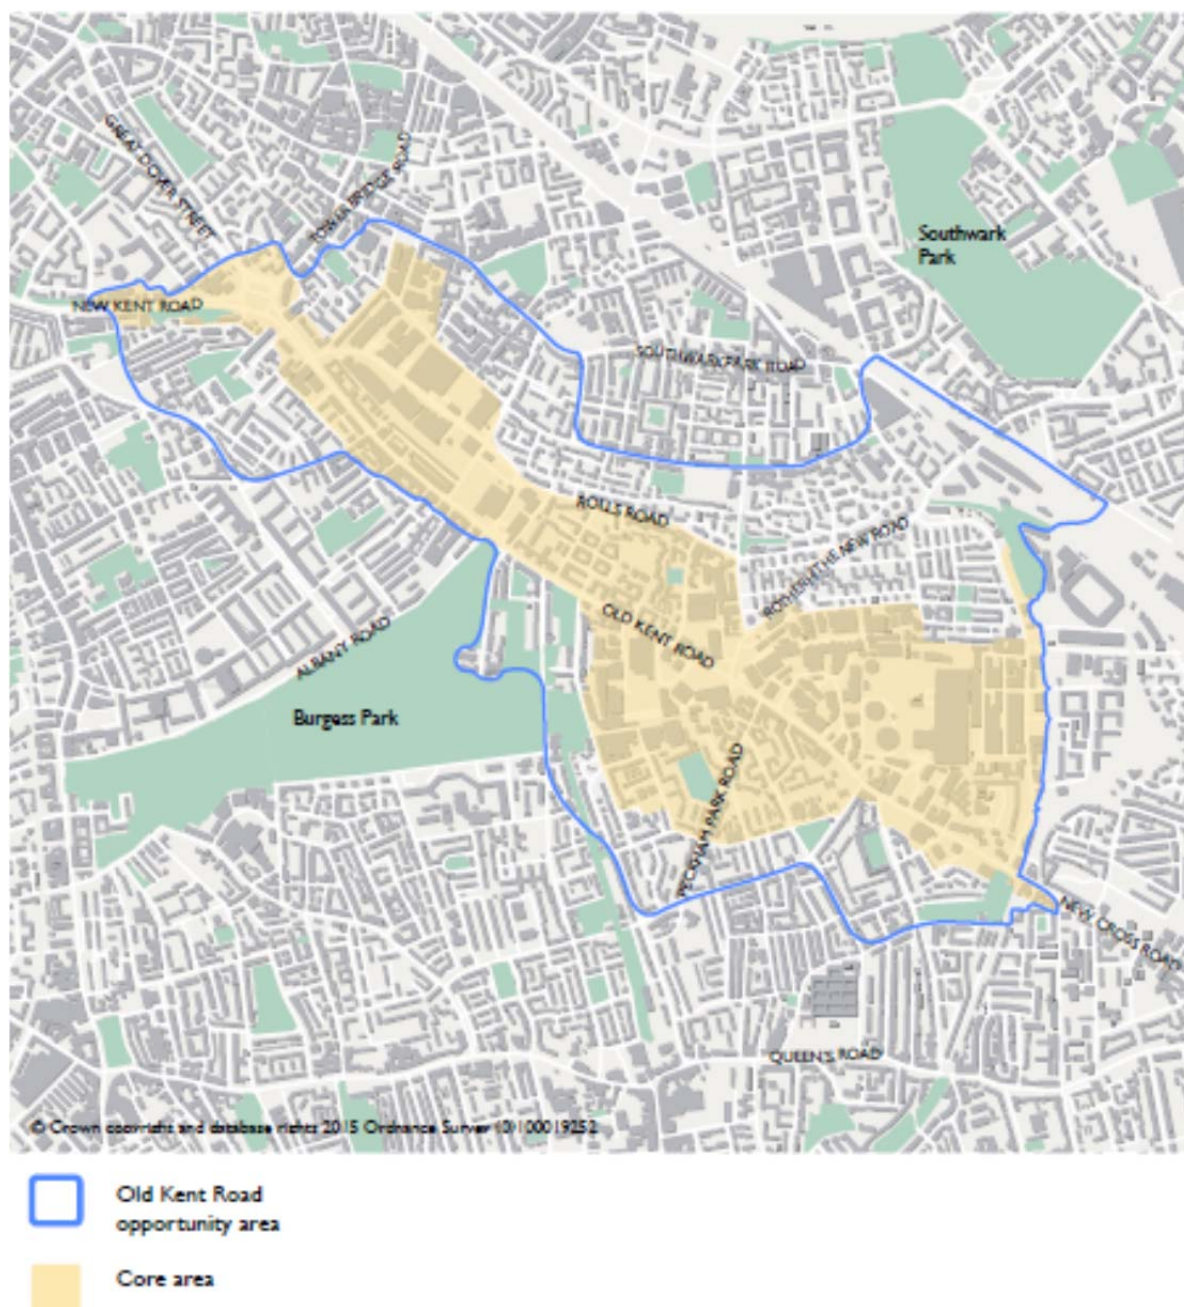 GREAT DOVER STREET
TOWER BRIDGE ROAD
Southwark
Park
NEW KENT ROAD
SOUTHWARK PARK ROAD
ROLLS ROAD
ROTHERHITHE NEW ROAD
OLD KENT ROAD
ALBANY ROAD
Burgess Park
PECKHAM PARK ROAD
NEW CROSS ROAD
QUEEN'S ROAD
© Crown copyright and database rights 2015 Ordnance Survey (0)100019252
Old Kent Road
opportunity area
Core area